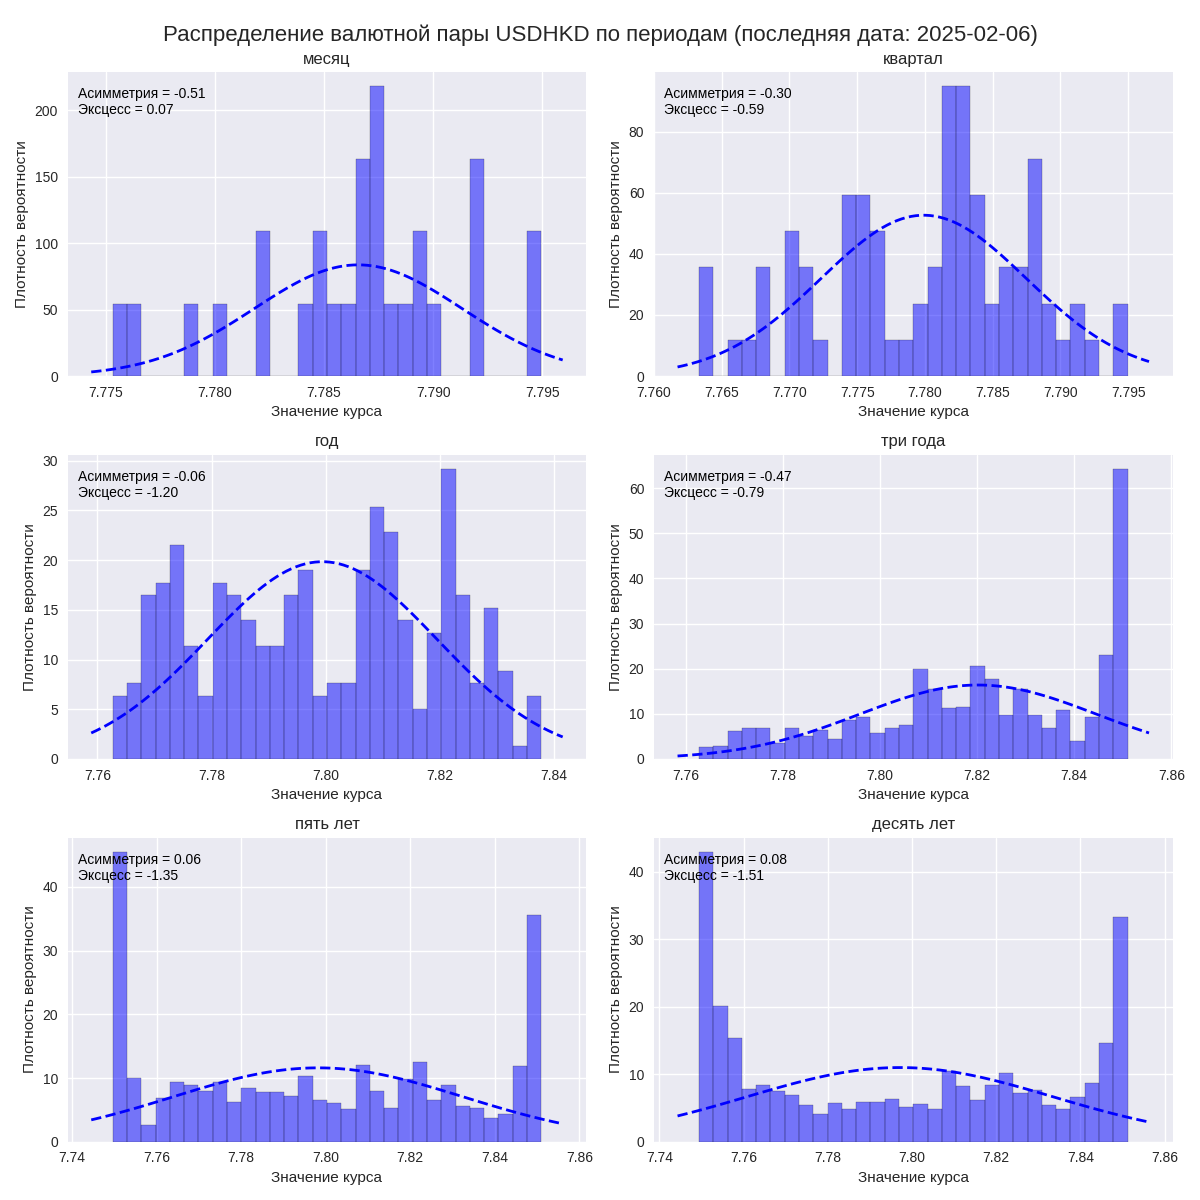 Распределение валютной пары USDHKD по периодам (последняя дата: 2025-02-06)
месяц
Асимметрия = -0.51
Эксцесс = 0.07
Плотность вероятности
200
150
100
50
0
7.775 7.780 7.785 7.790 7.795
Значение курса
квартал
Асимметрия = -0.30
Эксцесс = -0.59
Плотность вероятности
80
60
40
20
0
7.760 7.765 7.770 7.775 7.780 7.785 7.790 7.795
Значение курса
год
Асимметрия = -0.06
Эксцесс = -1.20
Плотность вероятности
30
25
20
15
10
5
0
7.76 7.78 7.80 7.82 7.84
Значение курса
три года
Асимметрия = -0.47
Эксцесс = -0.79
Плотность вероятности
60
50
40
30
20
10
0
7.76 7.78 7.80 7.82 7.84 7.86
Значение курса
пять лет
Асимметрия = 0.06
Эксцесс = -1.35
Плотность вероятности
40
30
20
10
0
7.74 7.76 7.78 7.80 7.82 7.84 7.86
Значение курса
десять лет
Асимметрия = 0.08
Эксцесс = -1.51
Плотность вероятности
40
30
20
10
0
7.74 7.76 7.78 7.80 7.82 7.84 7.86
Значение курса